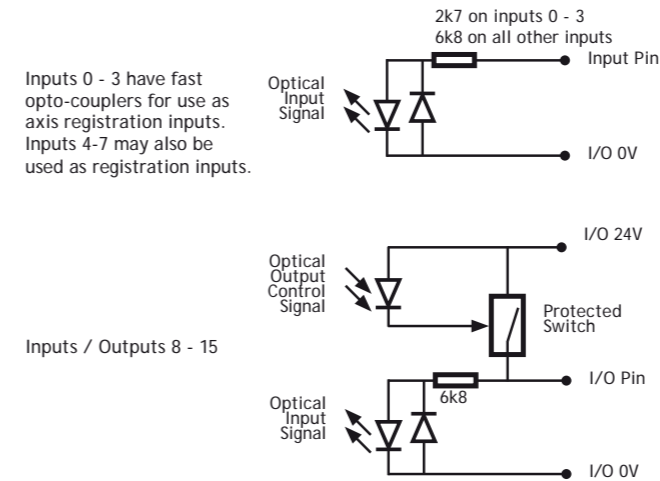 2k7 on inputs 0 - 3
6k8 on all other inputs
Input Pin
Inputs 0 - 3 have fast
opto-couplers for use as
axis registration inputs.
Inputs 4-7 may also be
used as registration inputs.
Optical
Input
Signal
I/O 0V
I/O 24V
Optical
Output
Control
Signal
Protected
Switch
Inputs / Outputs 8 - 15
I/O Pin
6k8
Optical
Input
Signal
I/O 0V